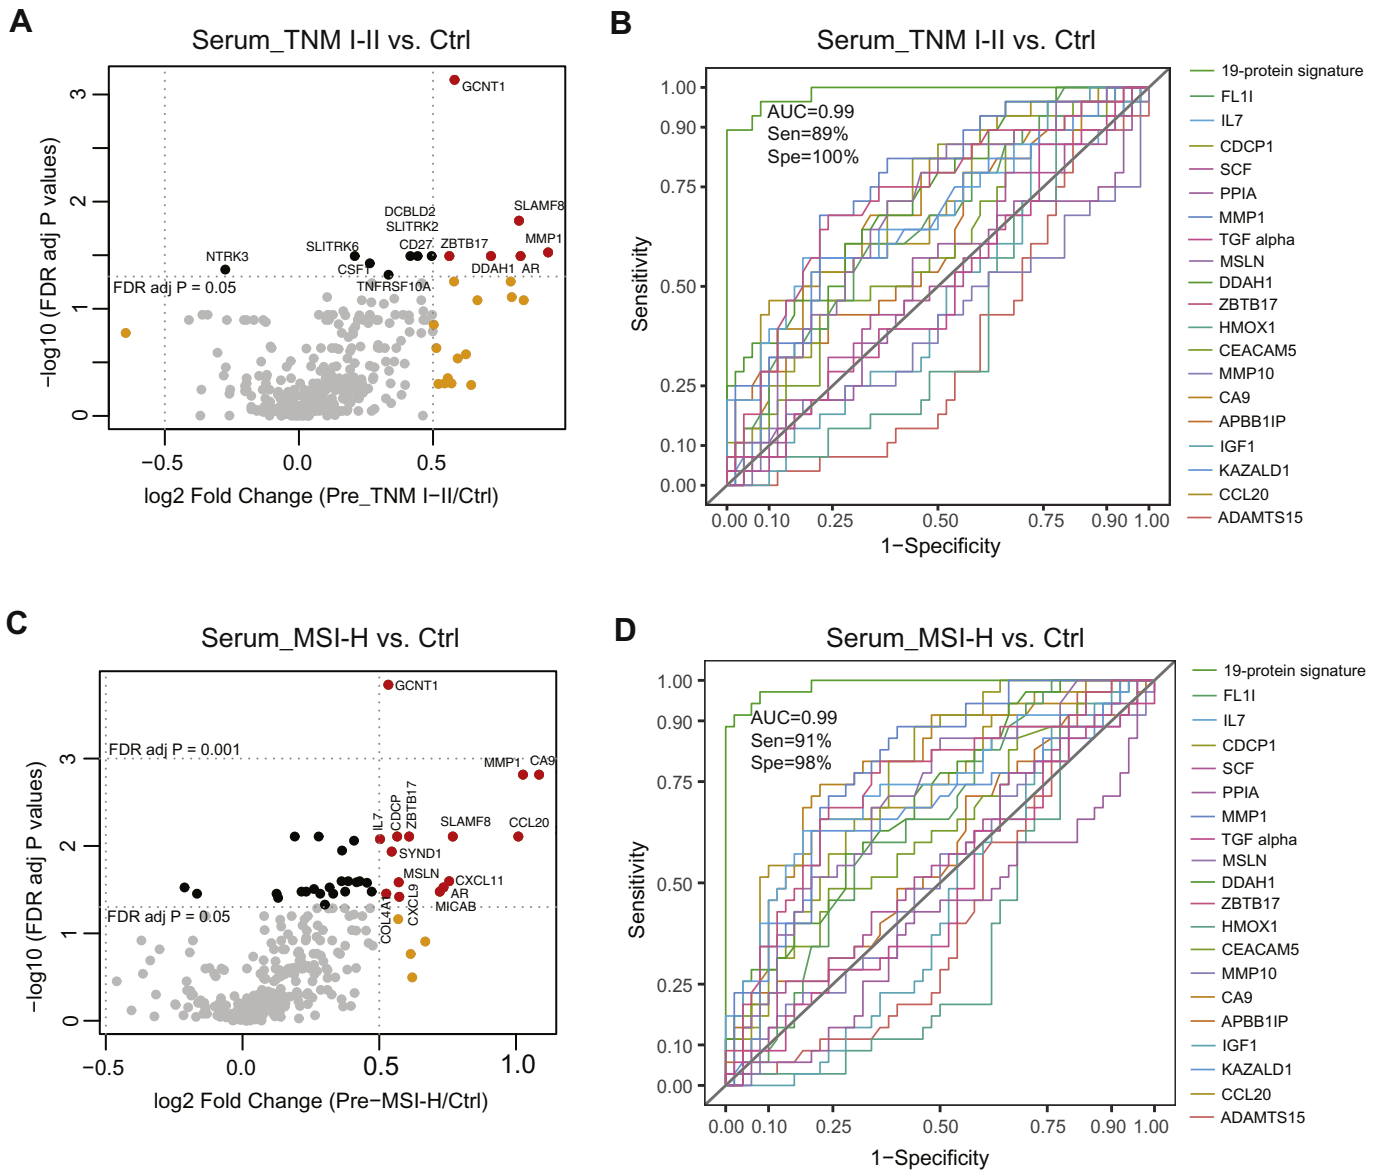 A
Serum_TNM I-II vs. Ctrl
−log10 (FDR adj P values)
3
2
1
0
GCNT1
SLAMF8
DCBLD2
SLITRK2
MMP1
SLITRK6
CD27
ZBTB17
NTRK3
CSF1
DDAH1
AR
TNFRSF10A
FDR adj P = 0.05
−0.5
0.0
0.5
log2 Fold Change (Pre_TNM I−II/Ctrl)
B
Serum_TNM I-II vs. Ctrl
Sensitivity
1.00
0.90
0.75
0.50
0.25
0.10
0.00
AUC=0.99
Sen=89%
Spe=100%
0.00 0.10 0.25 0.50 0.75 0.90 1.00
1−Specificity
19-protein signature
FL1I
IL7
CDCP1
SCF
PPIA
MMP1
TGF alpha
MSLN
DDAH1
ZBTB17
HMOX1
CEACAM5
MMP10
CA9
APBB1IP
IGF1
KAZALD1
CCL20
ADAMTS15
C
Serum_MSI-H vs. Ctrl
−log10 (FDR adj P values)
3
2
1
0
GCNT1
FDR adj P = 0.001
MMP1
CA9
IL7
CDCP
ZBTB17
SLAMF8
CCL20
SYND1
MSLN
CXCL11
AR
MICAB
COL4A1
CXCL9
FDR adj P = 0.05
−0.5
0.0
0.5
1.0
log2 Fold Change (Pre−MSI-H/Ctrl)
D
Serum_MSI-H vs. Ctrl
Sensitivity
1.00
0.90
0.75
0.50
0.25
0.10
0.00
AUC=0.99
Sen=91%
Spe=98%
0.00 0.10 0.25 0.50 0.75 0.90 1.00
1−Specificity
19-protein signature
FL1I
IL7
CDCP1
SCF
PPIA
MMP1
TGF alpha
MSLN
DDAH1
ZBTB17
HMOX1
CEACAM5
MMP10
CA9
APBB1IP
IGF1
KAZALD1
CCL20
ADAMTS15